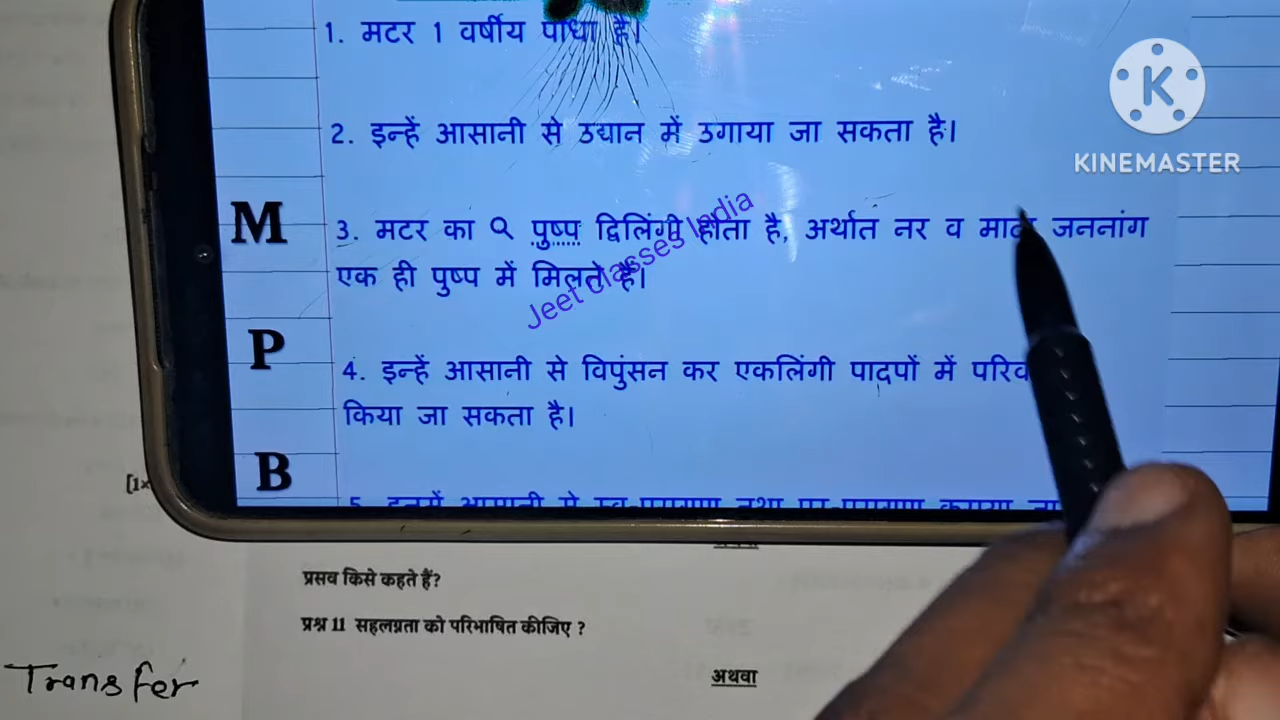 1. मटर 1 वर्षीय पौधा है।
K
KINEMASTER
2. इन्हें आसानी से उद्यान में उगाया जा सकता है।
M
3. मटर का पुष्प द्विलिंगी होता है, अर्थात नर व मादा जननांग
एक ही पुष्प में मिलते हैं।
Jeet Classes India
P
4. इन्हें आसानी से विपुंसन कर एकलिंगी पादपों में
किया जा सकता है।
B
[1×
प्रसव किसे कहते हैं?
प्रश्न 11 सहलग्नता को परिभाषित कीजिए ?
Transfer
अथवा